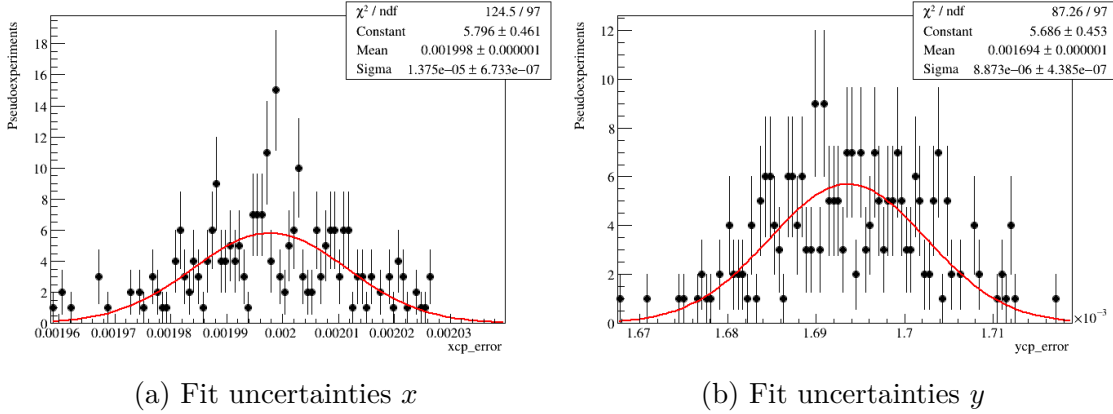 χ² / ndf 124.5 / 97
Constant 5.796 ± 0.461
Mean 0.001998 ± 0.000001
Sigma 1.375e−05 ± 6.733e−07
Pseudoexperiments
18
16
14
12
10
8
6
4
2
0
0.00196 0.00197 0.00198 0.00199 0.002 0.00201 0.00202 0.00203
xcp_error
(a) Fit uncertainties x
χ² / ndf 87.26 / 97
Constant 5.686 ± 0.453
Mean 0.001694 ± 0.000001
Sigma 8.873e−06 ± 4.385e−07
Pseudoexperiments
12
10
8
6
4
2
0
1.67 1.68 1.69 1.7 1.71
×10⁻³
ycp_error
(b) Fit uncertainties y